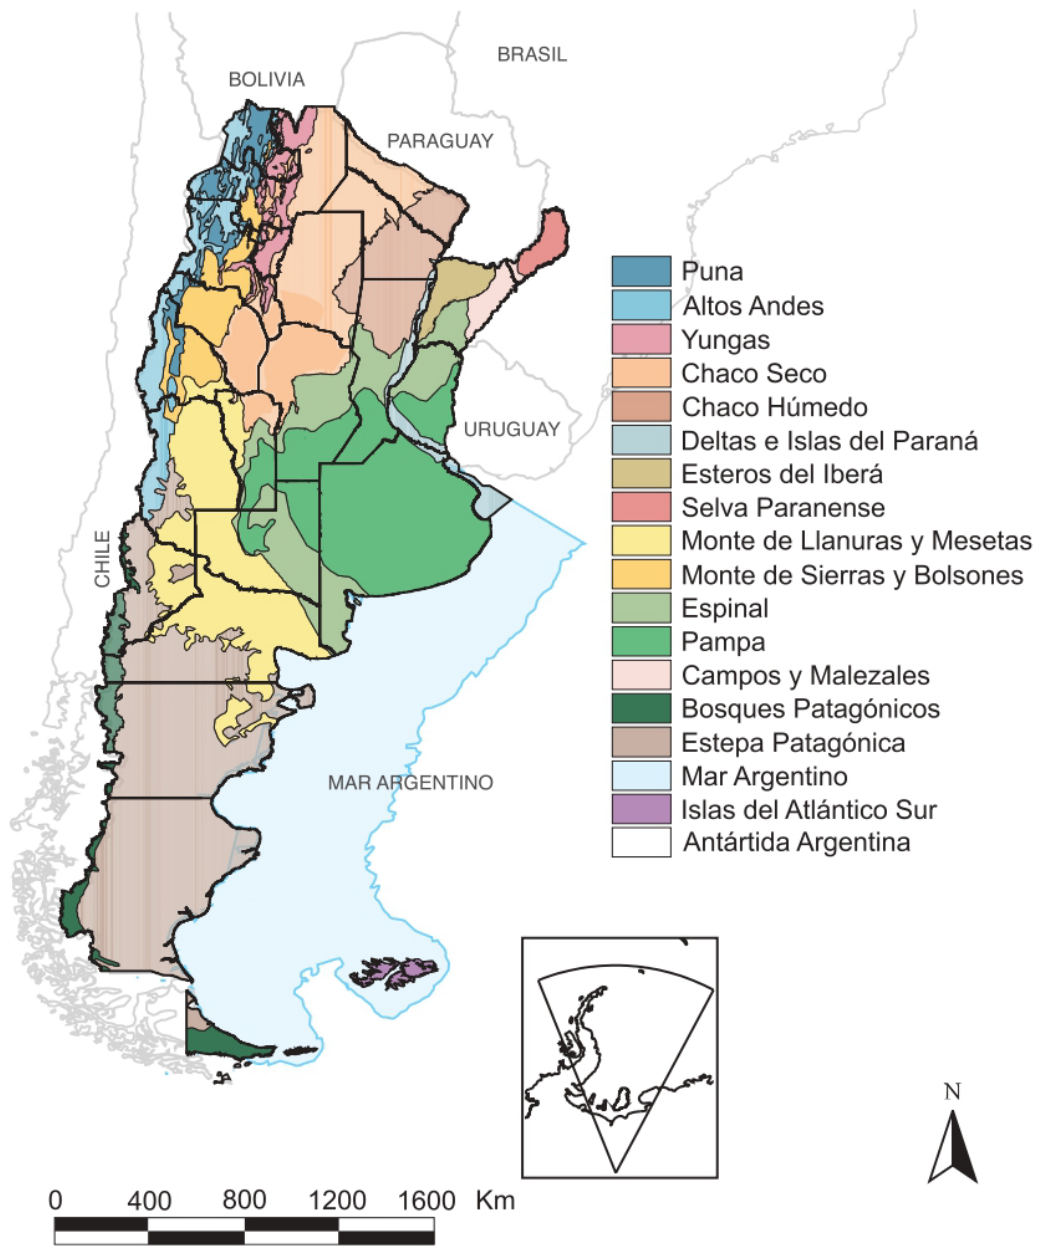 BRASIL
BOLIVIA
PARAGUAY
Puna
Altos Andes
Yungas
Chaco Seco
Chaco Húmedo
URUGUAY
Deltas e Islas del Paraná
Esteros del Iberá
Selva Paranense
CHILE
Monte de Llanuras y Mesetas
Monte de Sierras y Bolsones
Espinal
Pampa
Campos y Malezales
Bosques Patagónicos
Estepa Patagónica
MAR ARGENTINO
Mar Argentino
Islas del Atlántico Sur
Antártida Argentina
N
0 400 800 1200 1600 Km